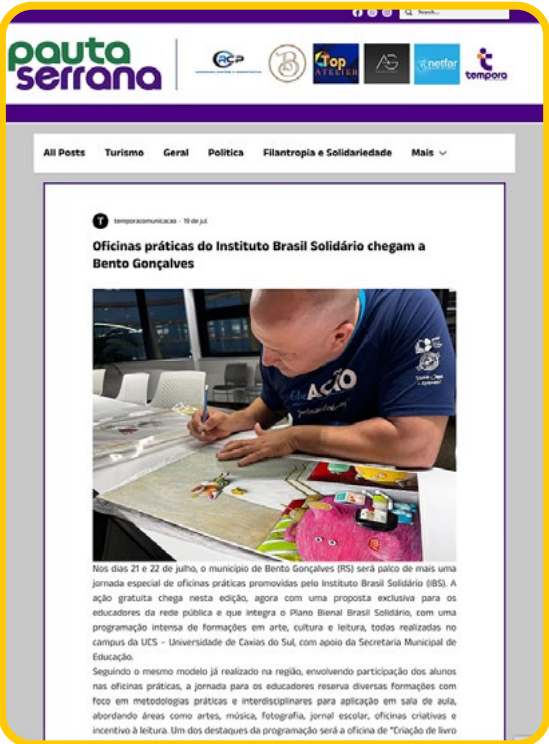 Search...
pauta
serrana
RCP
B
Top
ATELIER
AS
netfor
tempora
All Posts Turismo Geral Política Filantropia e Solidariedade Mais
T temporacomunicacao · 19 de jul.
Oficinas práticas do Instituto Brasil Solidário chegam a
Bento Gonçalves
AÇÃO
Nos dias 21 e 22 de julho, o município de Bento Gonçalves (RS) será palco de mais uma
jornada especial de oficinas práticas promovidas pelo Instituto Brasil Solidário (IBS). A
ação gratuita chega nesta edição, agora com uma proposta exclusiva para os
educadores da rede pública e que integra o Plano Bienal Brasil Solidário, com uma
programação intensa de formações em arte, cultura e leitura, todas realizadas no
campus da UCS – Universidade de Caxias do Sul, com apoio da Secretaria Municipal de
Educação.
Seguindo o mesmo modelo já realizado na região, envolvendo participação dos alunos
nas oficinas práticas, a jornada para os educadores reserva diversas formações com
foco em metodologias práticas e interdisciplinares para aplicação em sala de aula,
abordando áreas como artes, música, fotografia, jornal escolar, oficinas criativas e
incentivo à leitura. Um dos destaques da programação será a oficina de "Criação de livro